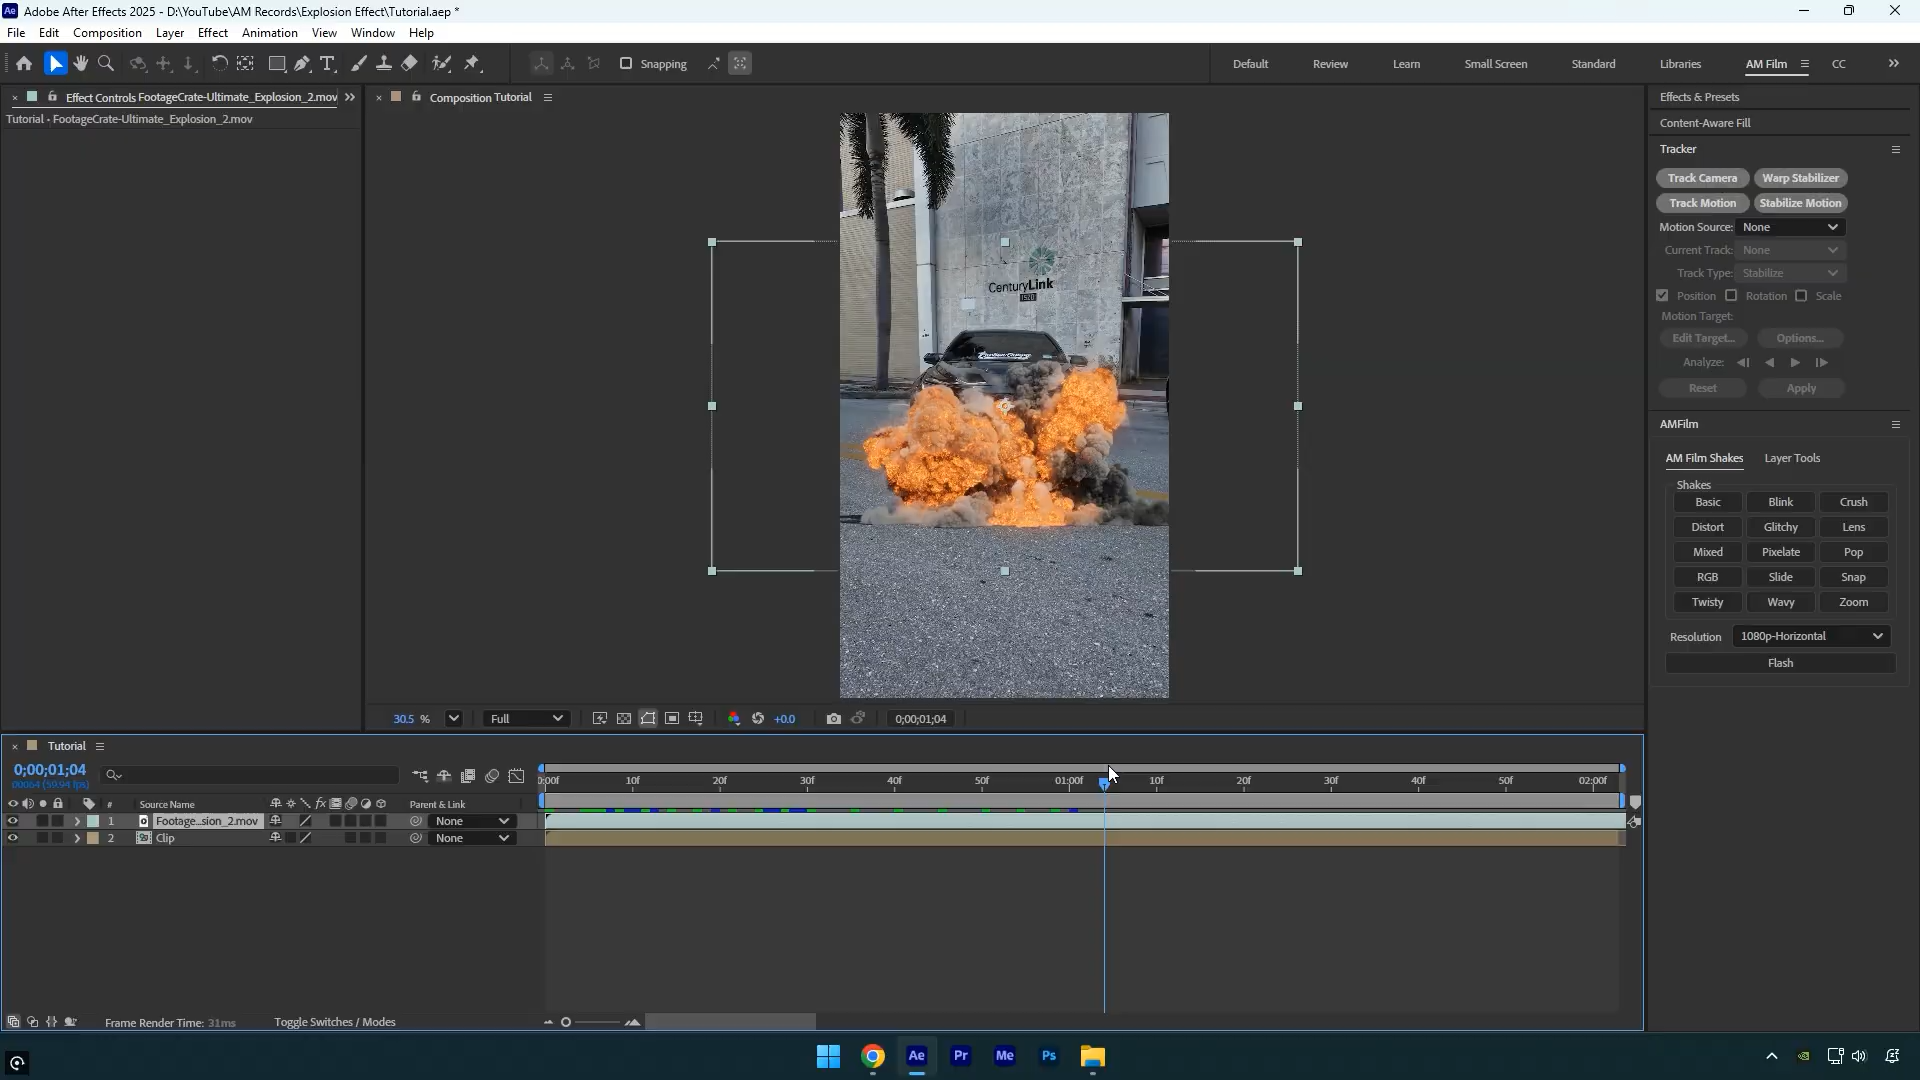 Adobe After Effects 2025 - D:\YouTube\AM Records\Explosion Effect\Tutorial.aep *
File Edit Composition Layer Effect Animation View Window Help
Snapping
Default Review Learn Small Screen Standard Libraries AM Film CC
Effect Controls FootageCrate-Ultimate_Explosion_2.mov
Tutorial • FootageCrate-Ultimate_Explosion_2.mov
Composition Tutorial
CenturyLink
Effects & Presets
Content-Aware Fill
Tracker
Track Camera Warp Stabilizer
Track Motion Stabilize Motion
Motion Source: None
Current Track: None
Track Type: Stabilize
Position Rotation Scale
Motion Target:
Edit Target... Options...
Analyze:
Reset Apply
AMFilm
AM Film Shakes Layer Tools
Shakes
Basic Blink Crush
Distort Glitchy Lens
Mixed Pixelate Pop
RGB Slide Snap
Twisty Wavy Zoom
Resolution 1080p-Horizontal
Flash
30.5 % Full +0.0 0;00;01;04
Tutorial
0;00;01;04
00064 (59.94 fps)
0:00f 10f 20f 30f 40f 50f 01:00f 10f 20f 30f 40f 50f 02:00f
# Source Name fx Parent & Link
1 Footage...sion_2.mov None
2 Clip None
Frame Render Time: 31ms Toggle Switches / Modes
Ae Pr Me Ps